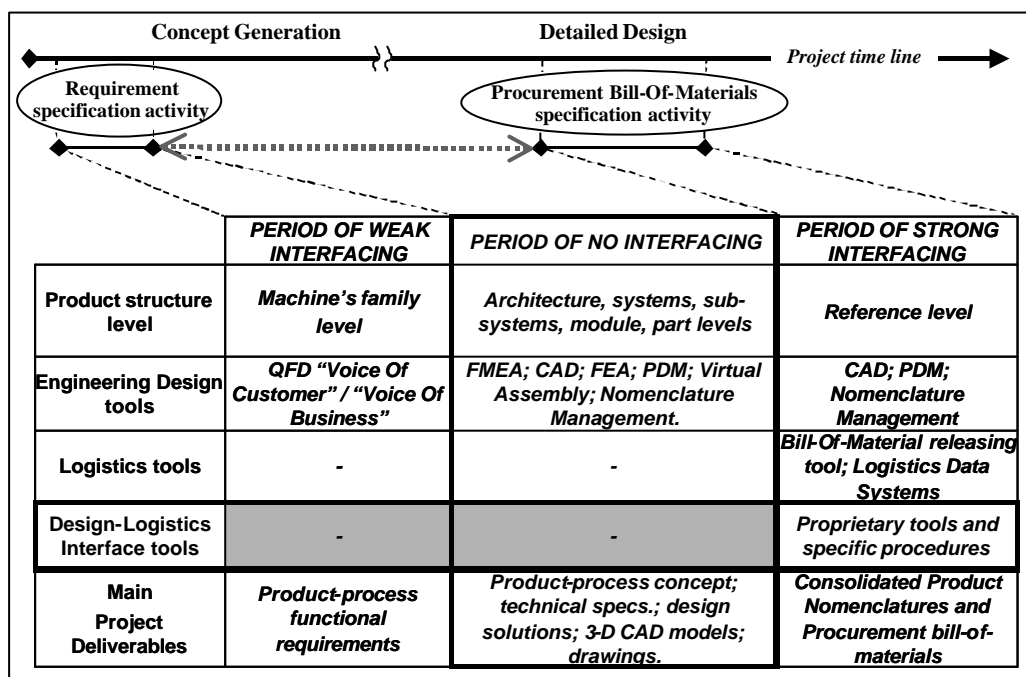 Concept Generation
Detailed Design
Project time line
Requirement
specification activity
Procurement Bill-Of-Materials
specification activity
PERIOD OF WEAK
INTERFACING
PERIOD OF NO INTERFACING
PERIOD OF STRONG
INTERFACING
Product structure
level
Machine's family
level
Architecture, systems, sub-
systems, module, part levels
Reference level
Engineering Design
tools
QFD "Voice Of
Customer" / "Voice Of
Business"
FMEA; CAD; FEA; PDM; Virtual
Assembly; Nomenclature
Management.
CAD; PDM;
Nomenclature
Management
Logistics tools
-
-
Bill-Of-Material releasing
tool; Logistics Data
Systems
Design-Logistics
Interface tools
-
-
Proprietary tools and
specific procedures
Main
Project
Deliverables
Product-process
functional
requirements
Product-process concept;
technical specs.; design
solutions; 3-D CAD models;
drawings.
Consolidated Product
Nomenclatures and
Procurement bill-of-
materials